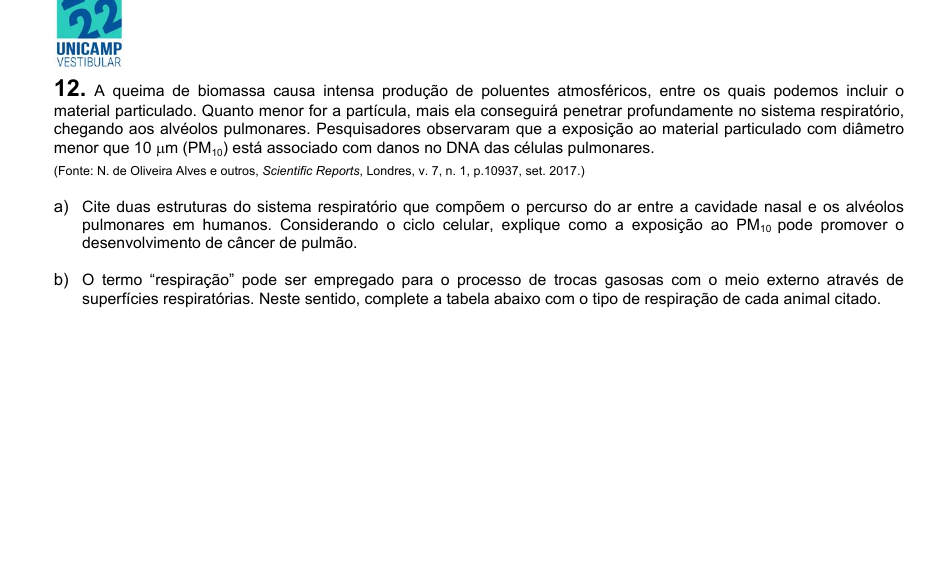 22
UNICAMP
VESTIBULAR
12. A queima de biomassa causa intensa produção de poluentes atmosféricos, entre os quais podemos incluir o
material particulado. Quanto menor for a partícula, mais ela conseguirá penetrar profundamente no sistema respiratório,
chegando aos alvéolos pulmonares. Pesquisadores observaram que a exposição ao material particulado com diâmetro
menor que 10 μm (PM10) está associado com danos no DNA das células pulmonares.
(Fonte: N. de Oliveira Alves e outros, Scientific Reports, Londres, v. 7, n. 1, p.10937, set. 2017.)
a) Cite duas estruturas do sistema respiratório que compõem o percurso do ar entre a cavidade nasal e os alvéolos
pulmonares em humanos. Considerando o ciclo celular, explique como a exposição ao PM10 pode promover o
desenvolvimento de câncer de pulmão.
b) O termo “respiração” pode ser empregado para o processo de trocas gasosas com o meio externo através de
superfícies respiratórias. Neste sentido, complete a tabela abaixo com o tipo de respiração de cada animal citado.